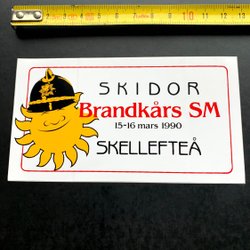 SKIDOR
Brandkårs SM
15-16 mars 1990
SKELLEFTEÅ